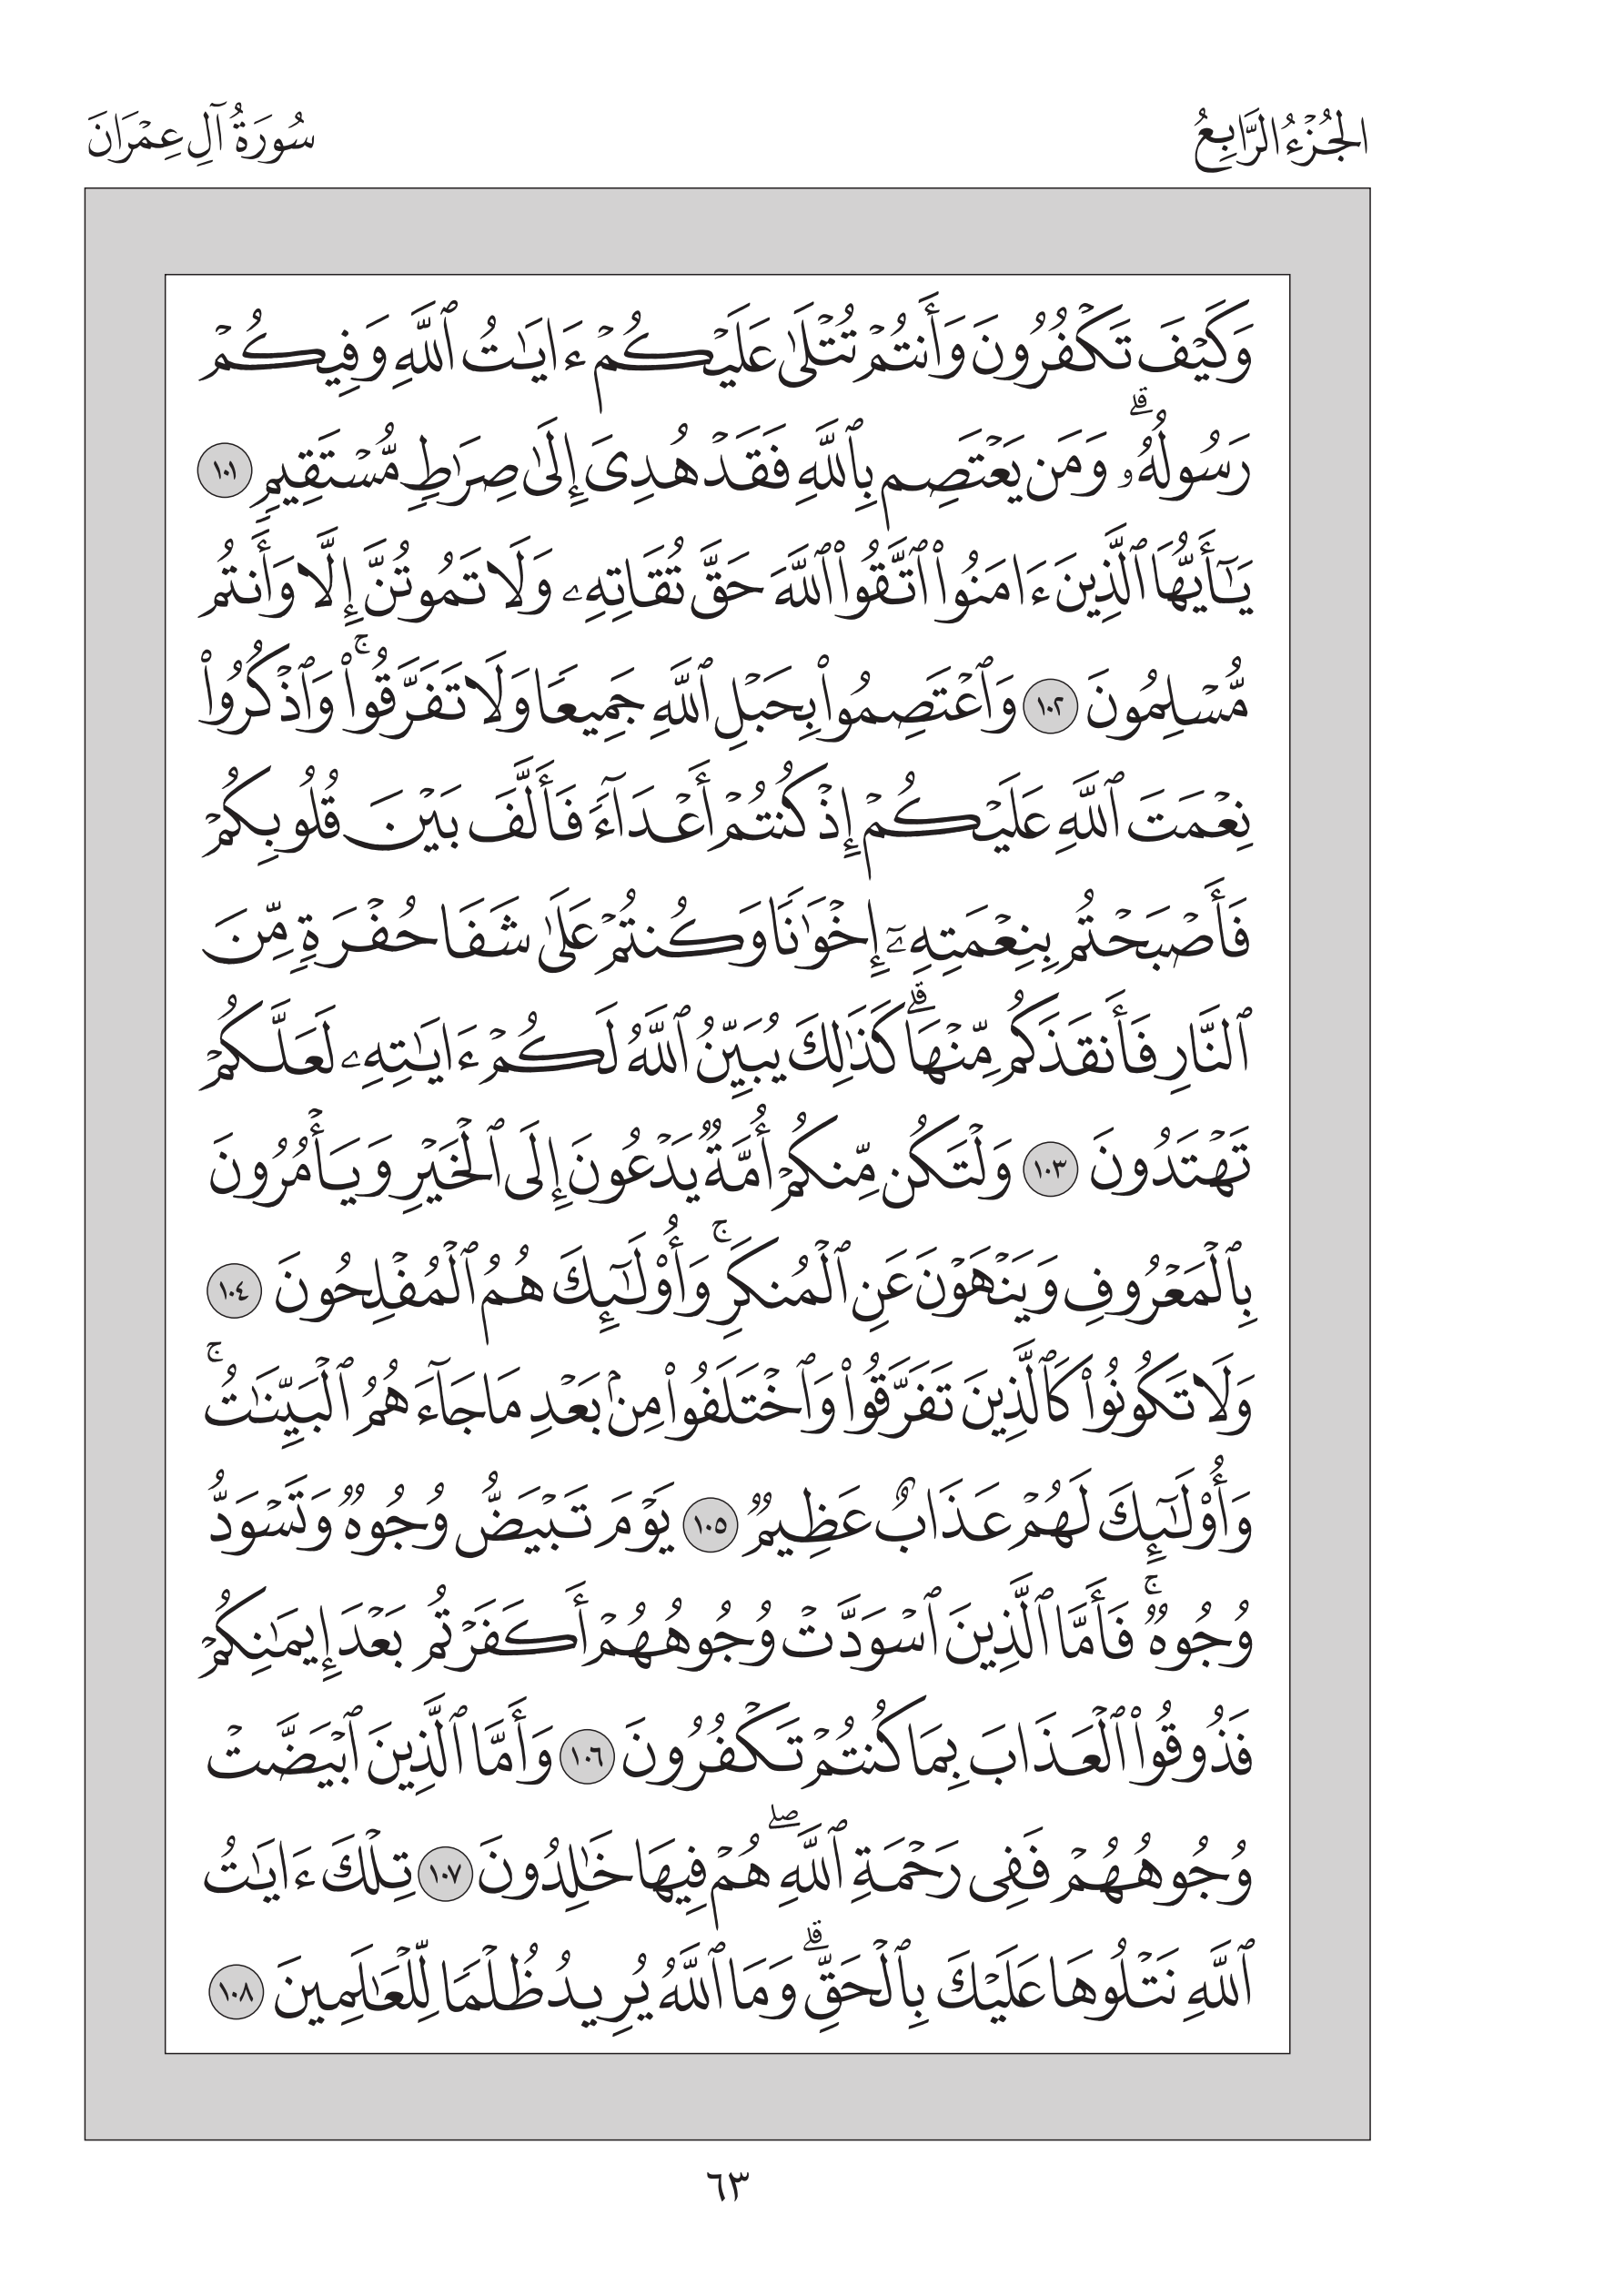 الجُزْءُ الرَّابِعُ
سُورَةُ آلِ عِمْرَانَ
وَكَيْفَ تَكْفُرُونَ وَأَنتُمْ تُتْلَىٰ عَلَيْكُمْ ءَايَـٰتُ ٱللَّهِ وَفِيكُمْ
رَسُولُهُۥۗ وَمَن يَعْتَصِم بِٱللَّهِ فَقَدْ هُدِىَ إِلَىٰ صِرَٰطٍ مُّسْتَقِيمٍ ١٠١
يَـٰٓأَيُّهَا ٱلَّذِينَ ءَامَنُوا۟ ٱتَّقُوا۟ ٱللَّهَ حَقَّ تُقَاتِهِۦ وَلَا تَمُوتُنَّ إِلَّا وَأَنتُم
مُّسْلِمُونَ ١٠٢ وَٱعْتَصِمُوا۟ بِحَبْلِ ٱللَّهِ جَمِيعًا وَلَا تَفَرَّقُوا۟ۚ وَٱذْكُرُوا۟
نِعْمَتَ ٱللَّهِ عَلَيْكُمْ إِذْ كُنتُمْ أَعْدَآءً فَأَلَّفَ بَيْنَ قُلُوبِكُمْ
فَأَصْبَحْتُم بِنِعْمَتِهِۦٓ إِخْوَٰنًا وَكُنتُمْ عَلَىٰ شَفَا حُفْرَةٍ مِّنَ
ٱلنَّارِ فَأَنقَذَكُم مِّنْهَاۗ كَذَٰلِكَ يُبَيِّنُ ٱللَّهُ لَكُمْ ءَايَـٰتِهِۦ لَعَلَّكُمْ
تَهْتَدُونَ ١٠٣ وَلْتَكُن مِّنكُمْ أُمَّةٌ يَدْعُونَ إِلَى ٱلْخَيْرِ وَيَأْمُرُونَ
بِٱلْمَعْرُوفِ وَيَنْهَوْنَ عَنِ ٱلْمُنكَرِۚ وَأُو۟لَـٰٓئِكَ هُمُ ٱلْمُفْلِحُونَ ١٠٤
وَلَا تَكُونُوا۟ كَٱلَّذِينَ تَفَرَّقُوا۟ وَٱخْتَلَفُوا۟ مِنۢ بَعْدِ مَا جَآءَهُمُ ٱلْبَيِّنَـٰتُۚ
وَأُو۟لَـٰٓئِكَ لَهُمْ عَذَابٌ عَظِيمٌ ١٠٥ يَوْمَ تَبْيَضُّ وُجُوهٌ وَتَسْوَدُّ
وُجُوهٌۚ فَأَمَّا ٱلَّذِينَ ٱسْوَدَّتْ وُجُوهُهُمْ أَكَفَرْتُم بَعْدَ إِيمَـٰنِكُمْ
فَذُوقُوا۟ ٱلْعَذَابَ بِمَا كُنتُمْ تَكْفُرُونَ ١٠٦ وَأَمَّا ٱلَّذِينَ ٱبْيَضَّتْ
وُجُوهُهُمْ فَفِى رَحْمَةِ ٱللَّهِۖ هُمْ فِيهَا خَـٰلِدُونَ ١٠٧ تِلْكَ ءَايَـٰتُ
ٱللَّهِ نَتْلُوهَا عَلَيْكَ بِٱلْحَقِّۗ وَمَا ٱللَّهُ يُرِيدُ ظُلْمًا لِّلْعَـٰلَمِينَ ١٠٨
٦٣